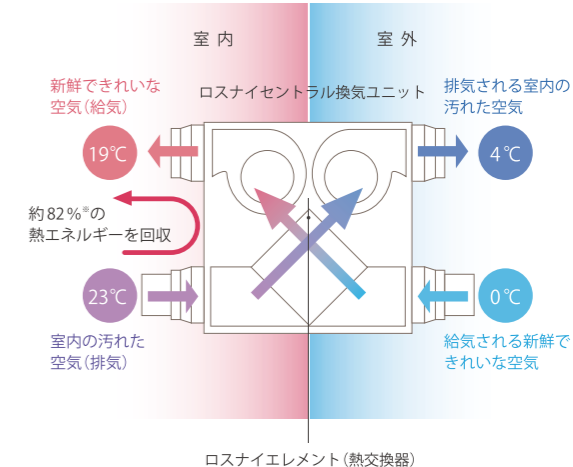 室 内
室 外
ロスナイセントラル換気ユニット
新鮮できれいな
空気(給気)
19℃
排気される室内の
汚れた空気
4℃
約82%※の
熱エネルギーを回収
23℃
室内の汚れた
空気(排気)
0℃
給気される新鮮で
きれいな空気
ロスナイエレメント(熱交換器)